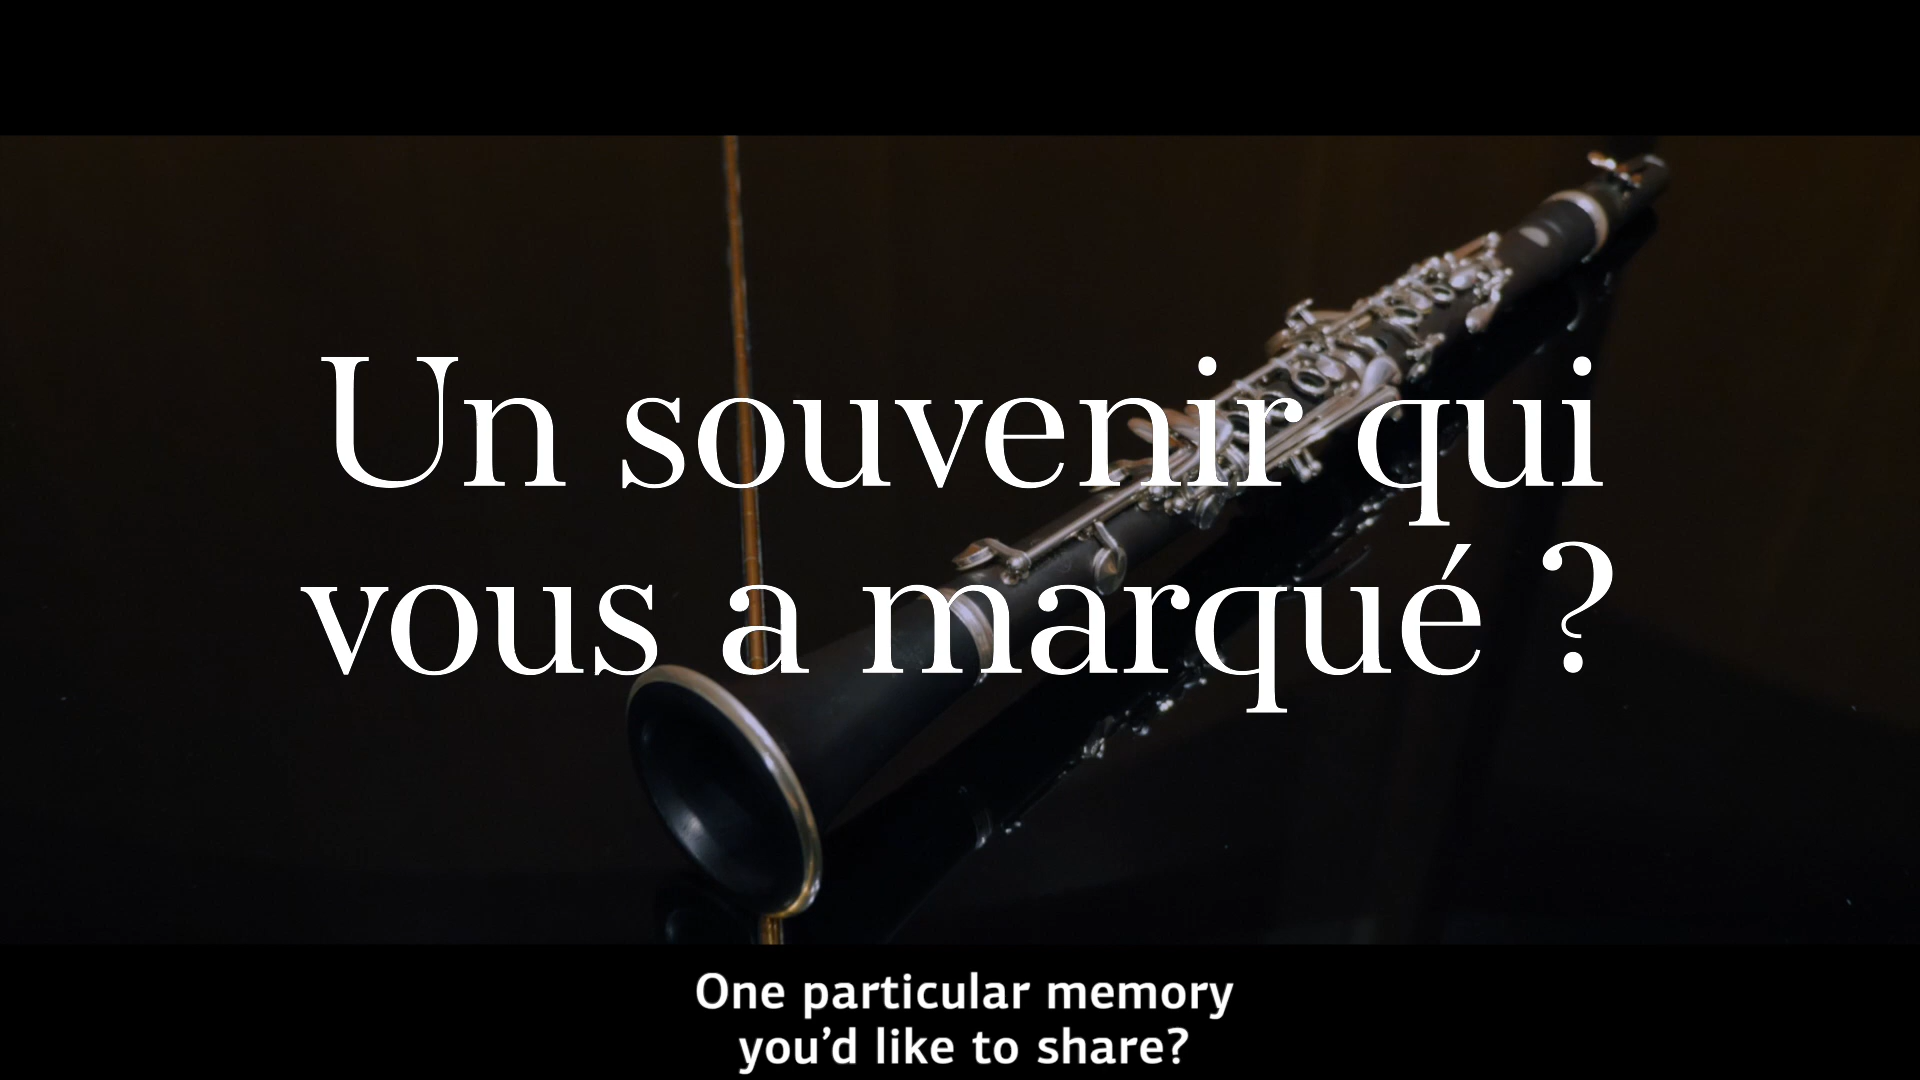 Un souvenir qui
vous a marqué ?
One particular memory
you’d like to share?